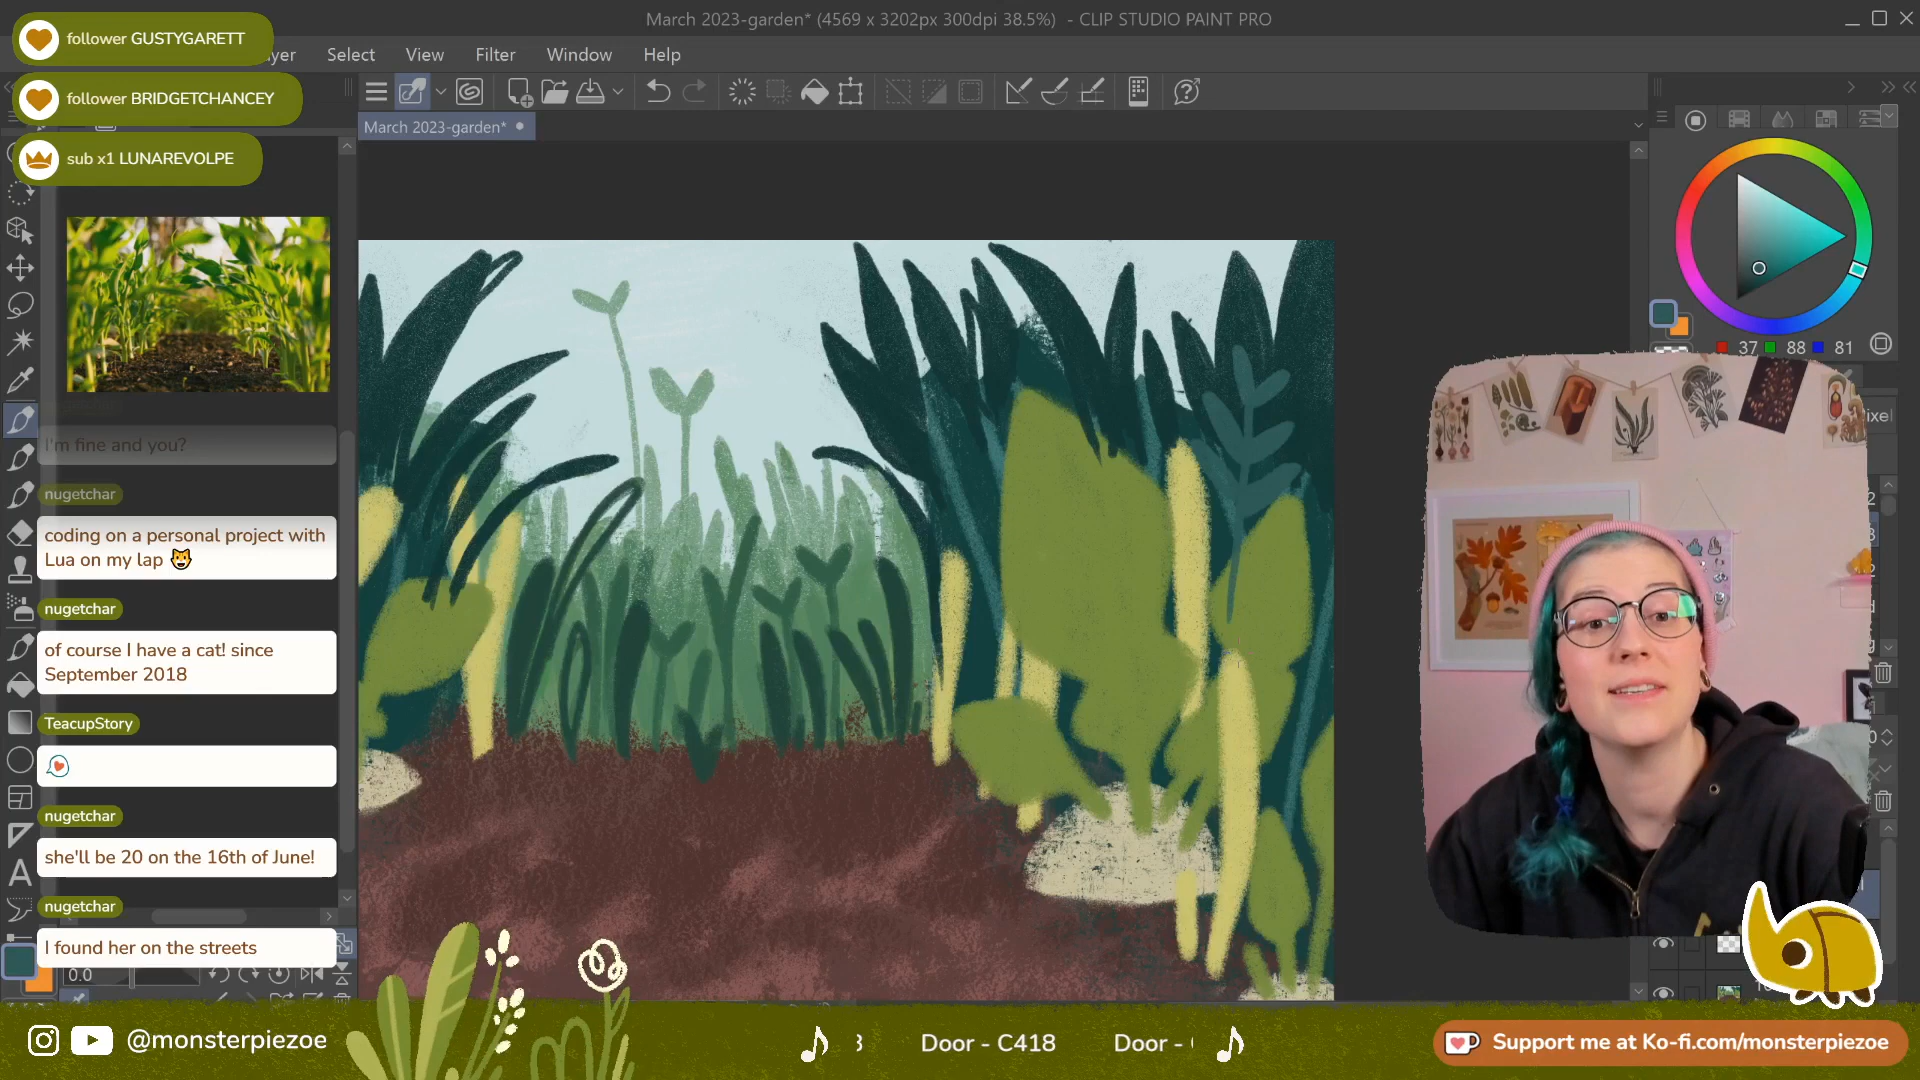 March 2023-garden* (4569 x 3202px 300dpi 38.5%) - CLIP STUDIO PAINT PRO
follower GUSTYGARETT
Select View Filter Window Help
follower BRIDGETCHANCEY
March 2023-garden*
sub x1 LUNAREVOLPE
37 88 81
I'm fine and you?
nugetchar
coding on a personal project with
Lua on my lap 😺
nugetchar
of course I have a cat! since
September 2018
TeacupStory
nugetchar
she'll be 20 on the 16th of June!
nugetchar
I found her on the streets
0.0
@monsterpiezoe
Door - C418
Door -
Support me at Ko-fi.com/monsterpiezoe